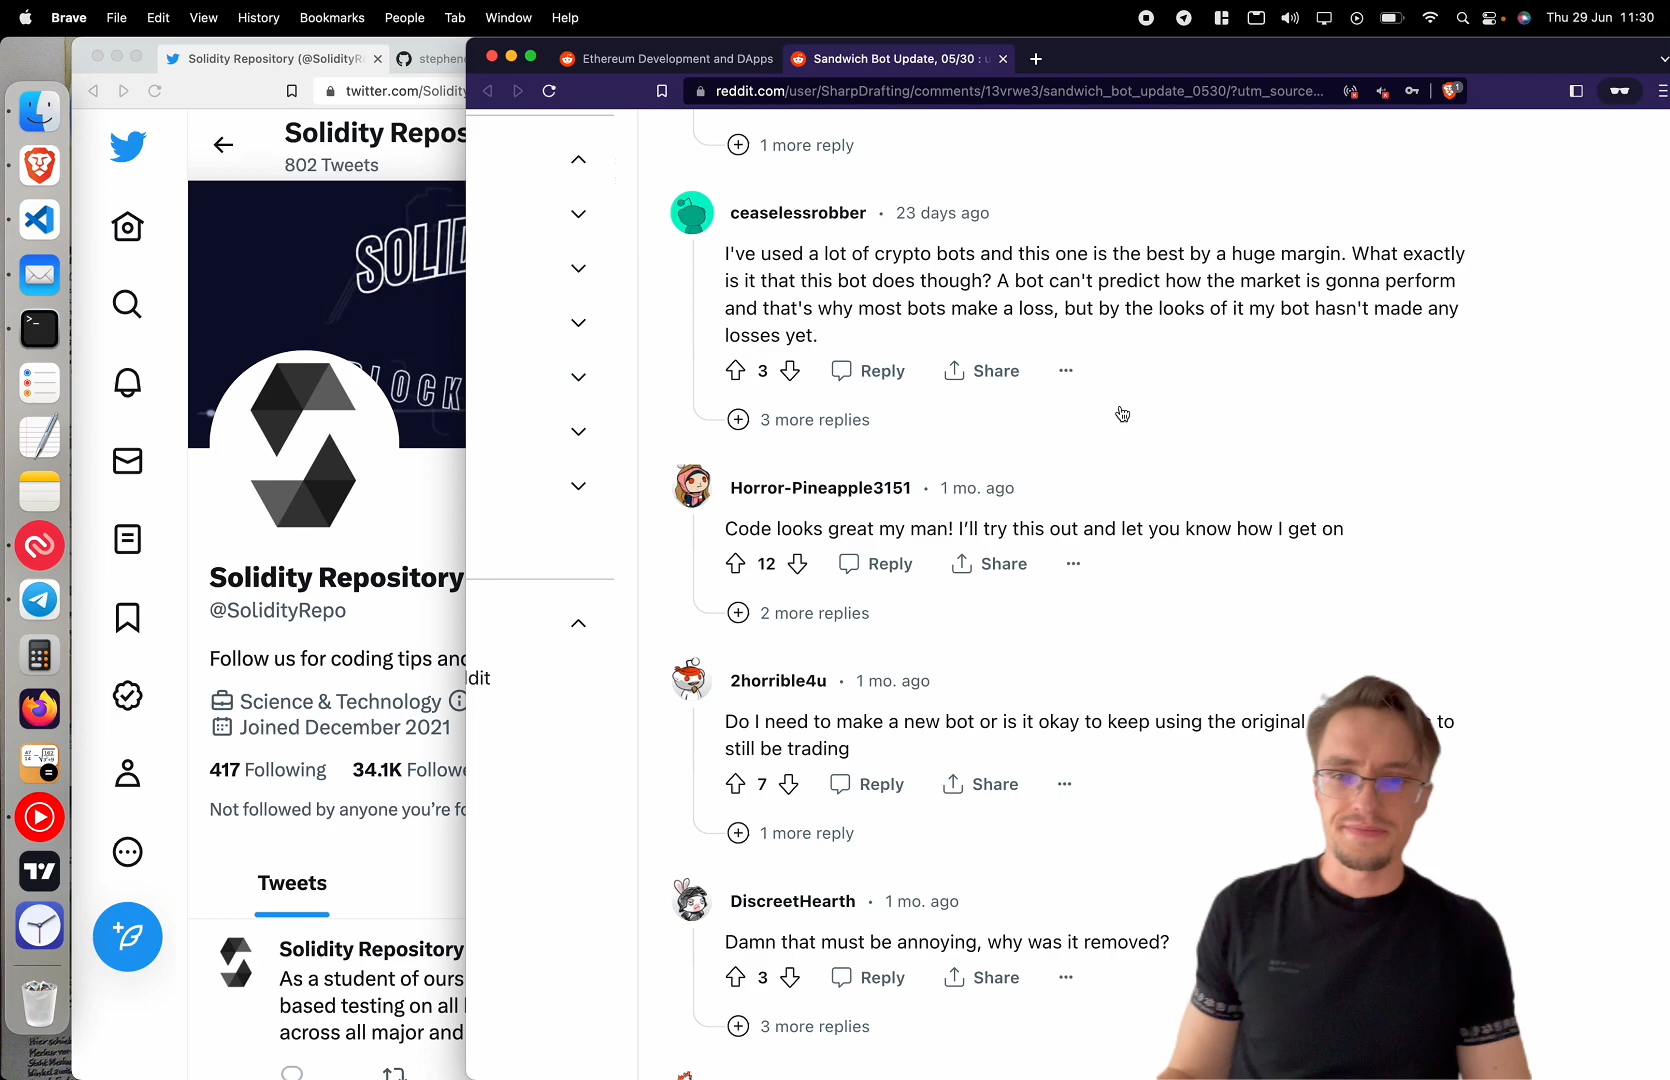 Brave File Edit View History Bookmarks People Tab Window Help
Thu 29 Jun 11:30
Solidity Repository (@SolidityR
stephen
Ethereum Development and DApps
Sandwich Bot Update, 05/30 : u
twitter.com/Solidity
reddit.com/user/SharpDrafting/comments/13vrwe3/sandwich_bot_update_0530/?utm_source...
Solidity Repos
802 Tweets
SOLID
LOCK
Solidity Repository
@SolidityRepo
Follow us for coding tips and
Science & Technology
Joined December 2021
417 Following 34.1K Followe
Not followed by anyone you're fo
Tweets
Solidity Repository
As a student of ours
based testing on all
across all major and
ddit
1 more reply
ceaselessrobber · 23 days ago
I've used a lot of crypto bots and this one is the best by a huge margin. What exactly
is it that this bot does though? A bot can't predict how the market is gonna perform
and that's why most bots make a loss, but by the looks of it my bot hasn't made any
losses yet.
3 Reply Share
3 more replies
Horror-Pineapple3151 · 1 mo. ago
Code looks great my man! I'll try this out and let you know how I get on
12 Reply Share
2 more replies
2horrible4u · 1 mo. ago
Do I need to make a new bot or is it okay to keep using the original to
still be trading
7 Reply Share
1 more reply
DiscreetHearth · 1 mo. ago
Damn that must be annoying, why was it removed?
3 Reply Share
3 more replies